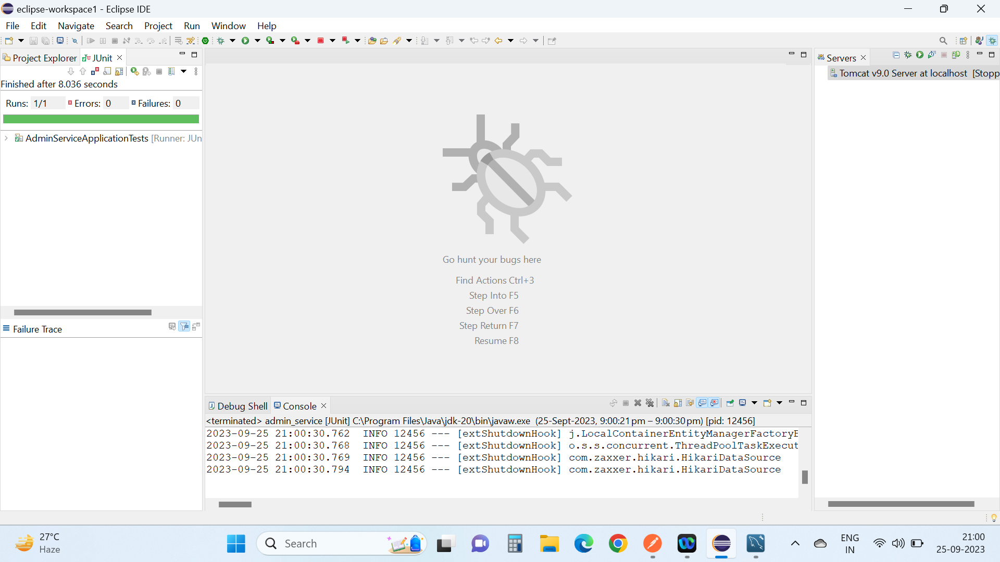 eclipse-workspace1 - Eclipse IDE
File Edit Navigate Search Project Run Window Help
Project Explorer JUnit
Finished after 8.036 seconds
Runs: 1/1 Errors: 0 Failures: 0
AdminServiceApplicationTests [Runner: JUn
Failure Trace
Go hunt your bugs here
Find Actions Ctrl+3
Step Into F5
Step Over F6
Step Return F7
Resume F8
Servers
Tomcat v9.0 Server at localhost [Stopp
Debug Shell Console
<terminated> admin_service [JUnit] C:\Program Files\Java\jdk-20\bin\javaw.exe (25-Sept-2023, 9:00:21 pm – 9:00:30 pm) [pid: 12456]
2023-09-25 21:00:30.762 INFO 12456 --- [extShutdownHook] j.LocalContainerEntityManagerFactoryB
2023-09-25 21:00:30.768 INFO 12456 --- [extShutdownHook] o.s.s.concurrent.ThreadPoolTaskExecut
2023-09-25 21:00:30.769 INFO 12456 --- [extShutdownHook] com.zaxxer.hikari.HikariDataSource
2023-09-25 21:00:30.794 INFO 12456 --- [extShutdownHook] com.zaxxer.hikari.HikariDataSource
27°C
Haze
Search
ENG
IN
21:00
25-09-2023